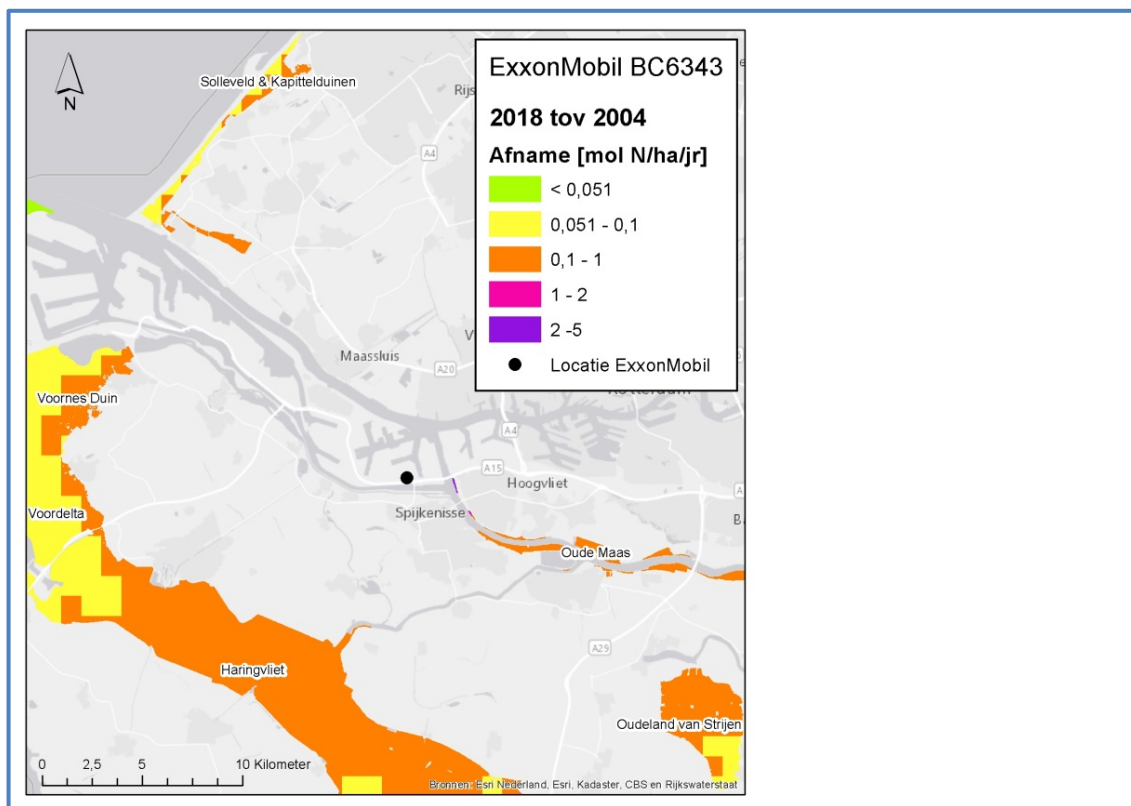 N
Solleveld & Kapittelduinen
ExxonMobil BC6343
2018 tov 2004
Afname [mol N/ha/jr]
< 0,051
0,051 - 0,1
0,1 - 1
1 - 2
2 -5
Locatie ExxonMobil
Rijs
A4
Maassluis
A20
Voornes Duin
A4
A15
Hoogvliet
Spijkenisse
Voordelta
Oude Maas
A29
Haringvliet
Oudeland van Strijen
0 2,5 5 10 Kilometer
Bronnen: Esri Nederland, Esri, Kadaster, CBS en Rijkswaterstaat